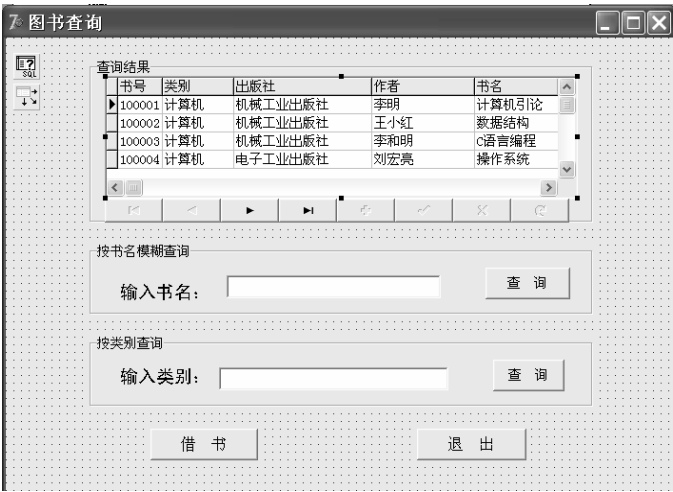 图书查询
SQL
查询结果
书号 类别 出版社 作者 书名
100001 计算机 机械工业出版社 李明 计算机引论
100002 计算机 机械工业出版社 王小红 数据结构
100003 计算机 机械工业出版社 李和明 C语言编程
100004 计算机 电子工业出版社 刘宏亮 操作系统
按书名模糊查询
输入书名： 查 询
按类别查询
输入类别： 查 询
借 书 退 出